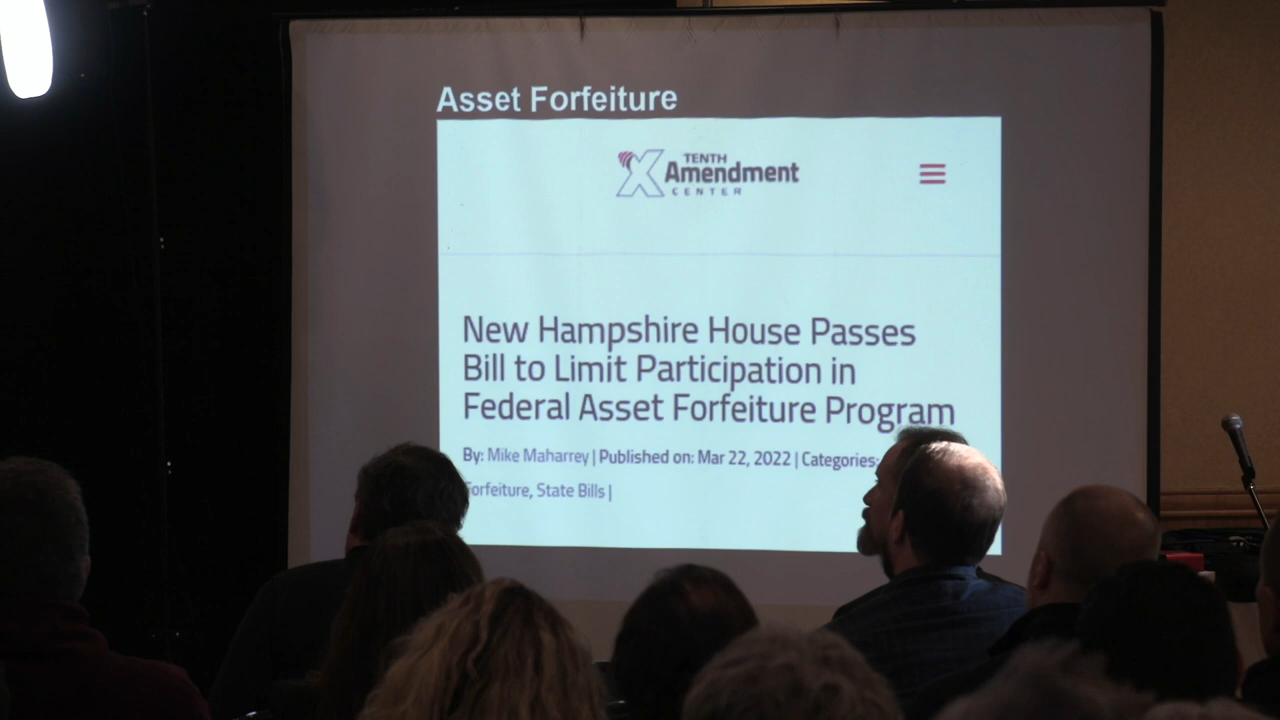 Asset Forfeiture
TENTH
Amendment
CENTER
New Hampshire House Passes
Bill to Limit Participation in
Federal Asset Forfeiture Program
By: Mike Maharrey | Published on: Mar 22, 2022 | Categories:
Forfeiture, State Bills |